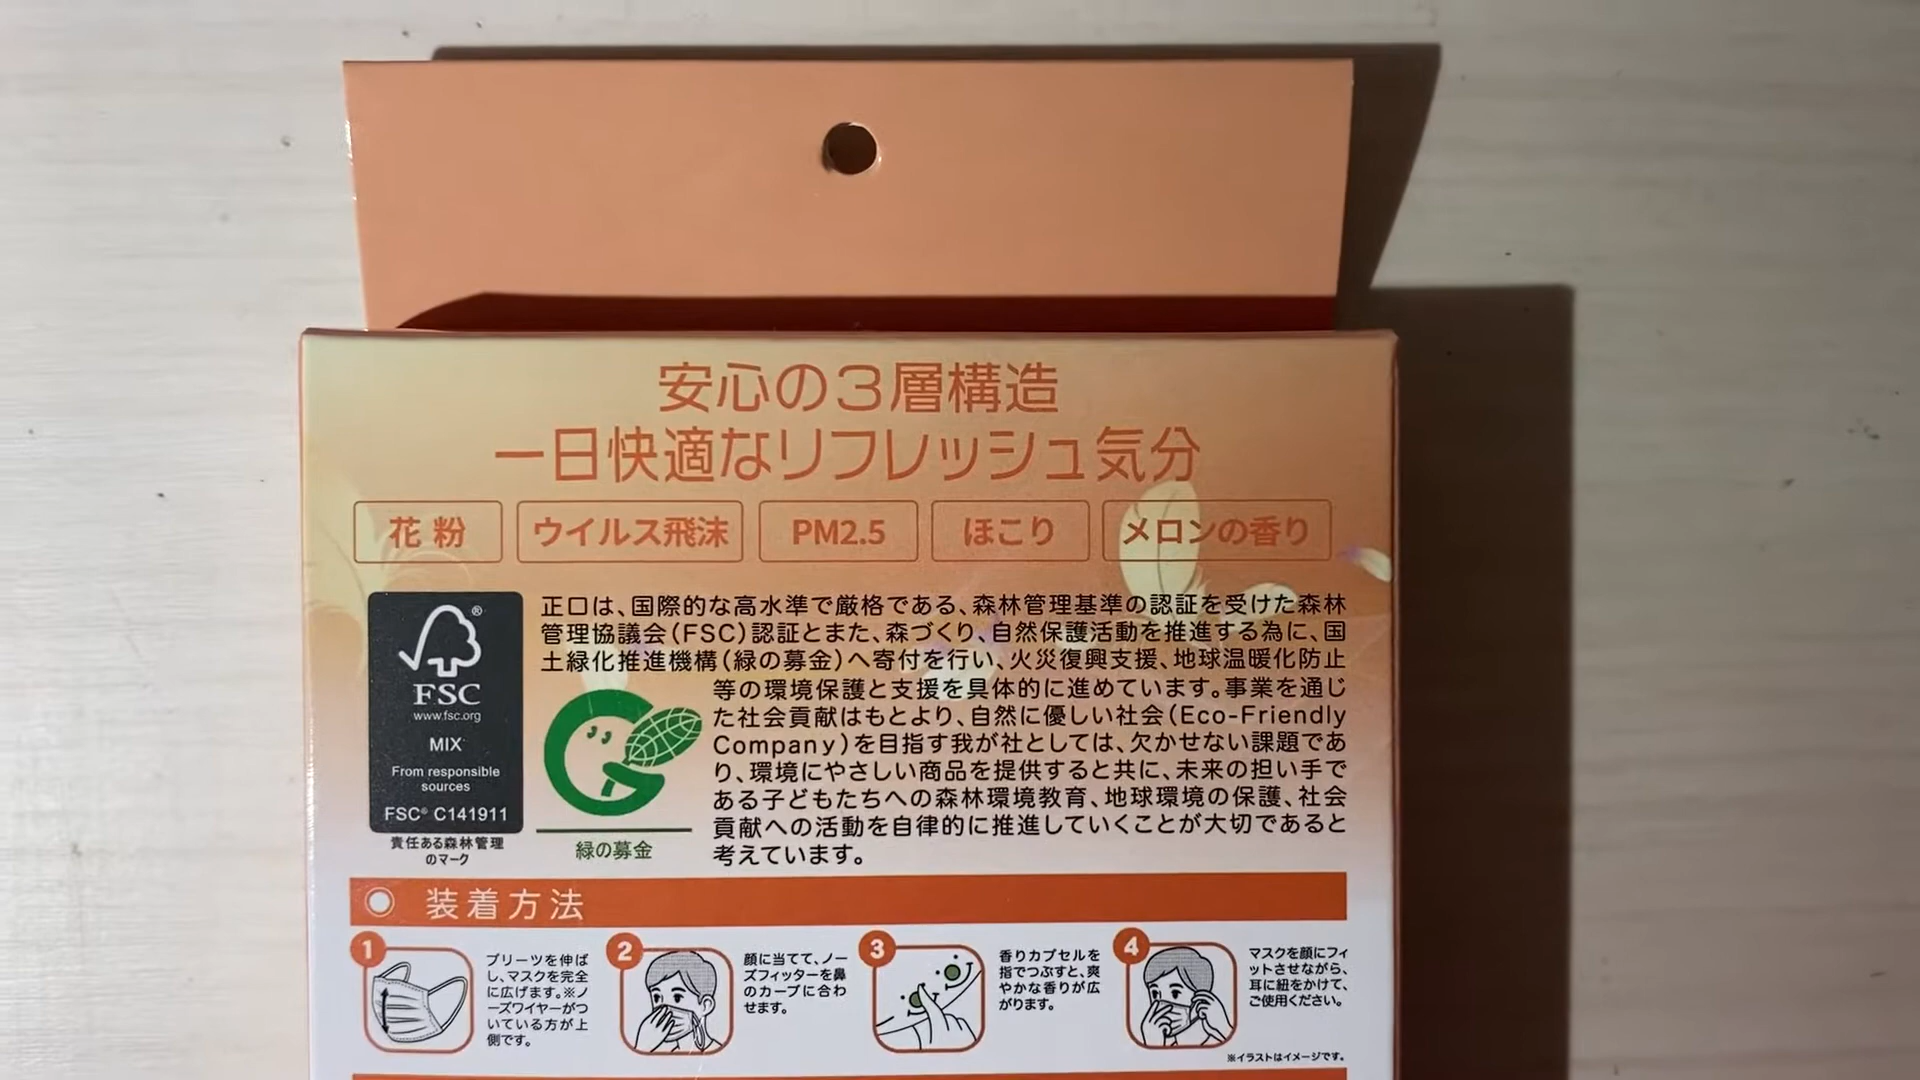 安心の３層構造
一日快適なリフレッシュ気分
花粉
ウイルス飛沫
PM2.5
ほこり
メロンの香り
FSC®
www.fsc.org
MIX
From responsible
sources
FSC® C141911
責任ある森林管理
のマーク
正口は、国際的な高水準で厳格である、森林管理基準の認証を受けた森林
管理協議会(FSC)認証とまた、森づくり、自然保護活動を推進する為に、国
土緑化推進機構(緑の募金)へ寄付を行い、火災復興支援、地球温暖化防止
等の環境保護と支援を具体的に進めています。事業を通じ
た社会貢献はもとより、自然に優しい社会(Eco-Friendly
Company)を目指す我が社としては、欠かせない課題であ
り、環境にやさしい商品を提供すると共に、未来の担い手で
ある子どもたちへの森林環境教育、地球環境の保護、社会
貢献への活動を自律的に推進していくことが大切であると
考えています。
緑の募金
装着方法
1
プリーツを伸ば
し、マスクを完全
に広げます。※ノ
ーズワイヤーがつ
いている方が上
側です。
2
顔に当てて、ノー
ズフィッターを鼻
のカーブに合わ
せます。
3
香りカプセルを
指でつぶすと、爽
やかな香りが広
がります。
4
マスクを顔にフィ
ットさせながら、
耳に紐をかけて、
ご使用ください。
※イラストはイメージです。